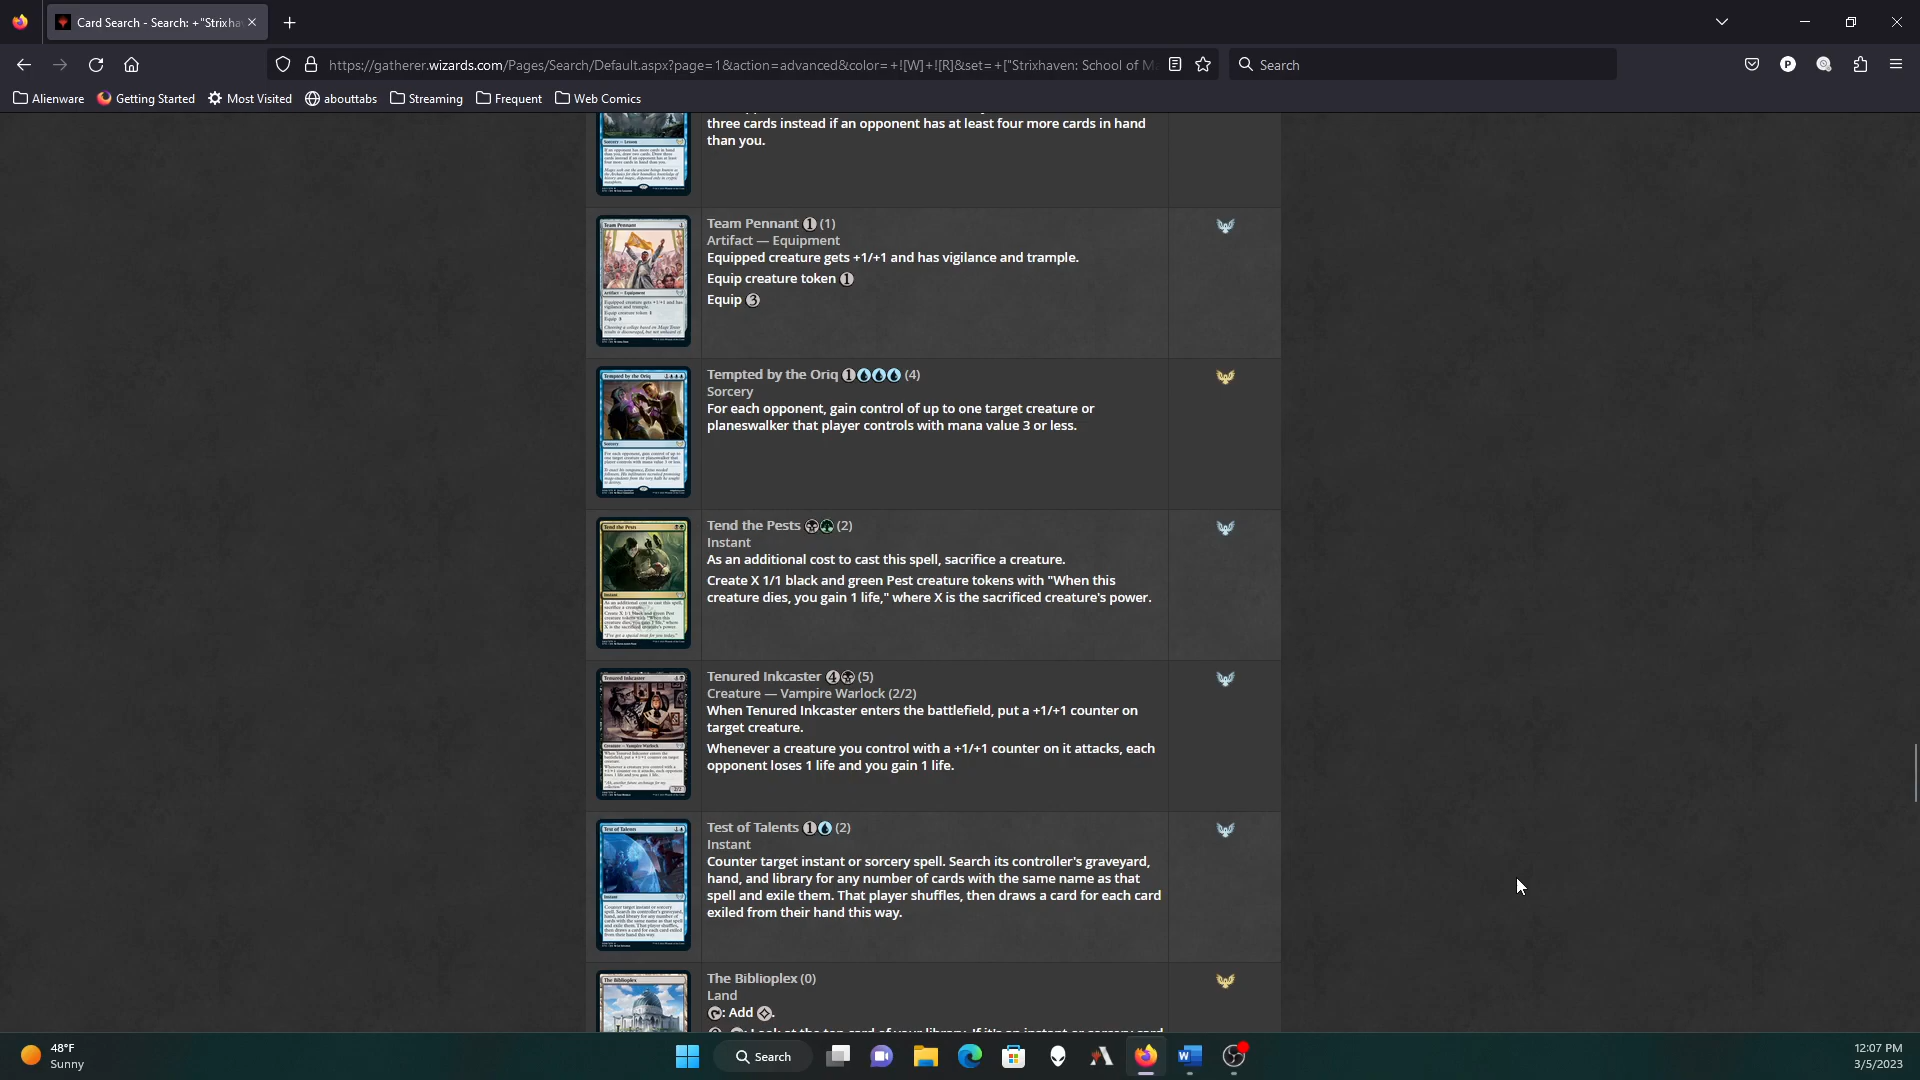 Card Search - Search: +"Strixha
https://gatherer.wizards.com/Pages/Search/Default.aspx?page=1&action=advanced&color=+![W]+![R]&set=+["Strixhaven: School of M
Search
Alienware
Getting Started
Most Visited
abouttabs
Streaming
Frequent
Web Comics
three cards instead if an opponent has at least four more cards in hand
than you.
Team Pennant 1 (1)
Artifact — Equipment
Equipped creature gets +1/+1 and has vigilance and trample.
Equip creature token 1
Equip 3
Tempted by the Oriq 1 (4)
Sorcery
For each opponent, gain control of up to one target creature or
planeswalker that player controls with mana value 3 or less.
Tend the Pests (2)
Instant
As an additional cost to cast this spell, sacrifice a creature.
Create X 1/1 black and green Pest creature tokens with "When this
creature dies, you gain 1 life," where X is the sacrificed creature's power.
Tenured Inkcaster 4 (5)
Creature — Vampire Warlock (2/2)
When Tenured Inkcaster enters the battlefield, put a +1/+1 counter on
target creature.
Whenever a creature you control with a +1/+1 counter on it attacks, each
opponent loses 1 life and you gain 1 life.
Test of Talents 1 (2)
Instant
Counter target instant or sorcery spell. Search its controller's graveyard,
hand, and library for any number of cards with the same name as that
spell and exile them. That player shuffles, then draws a card for each card
exiled from their hand this way.
The Biblioplex (0)
Land
: Add .
48°F
Sunny
Search
12:07 PM
3/5/2023